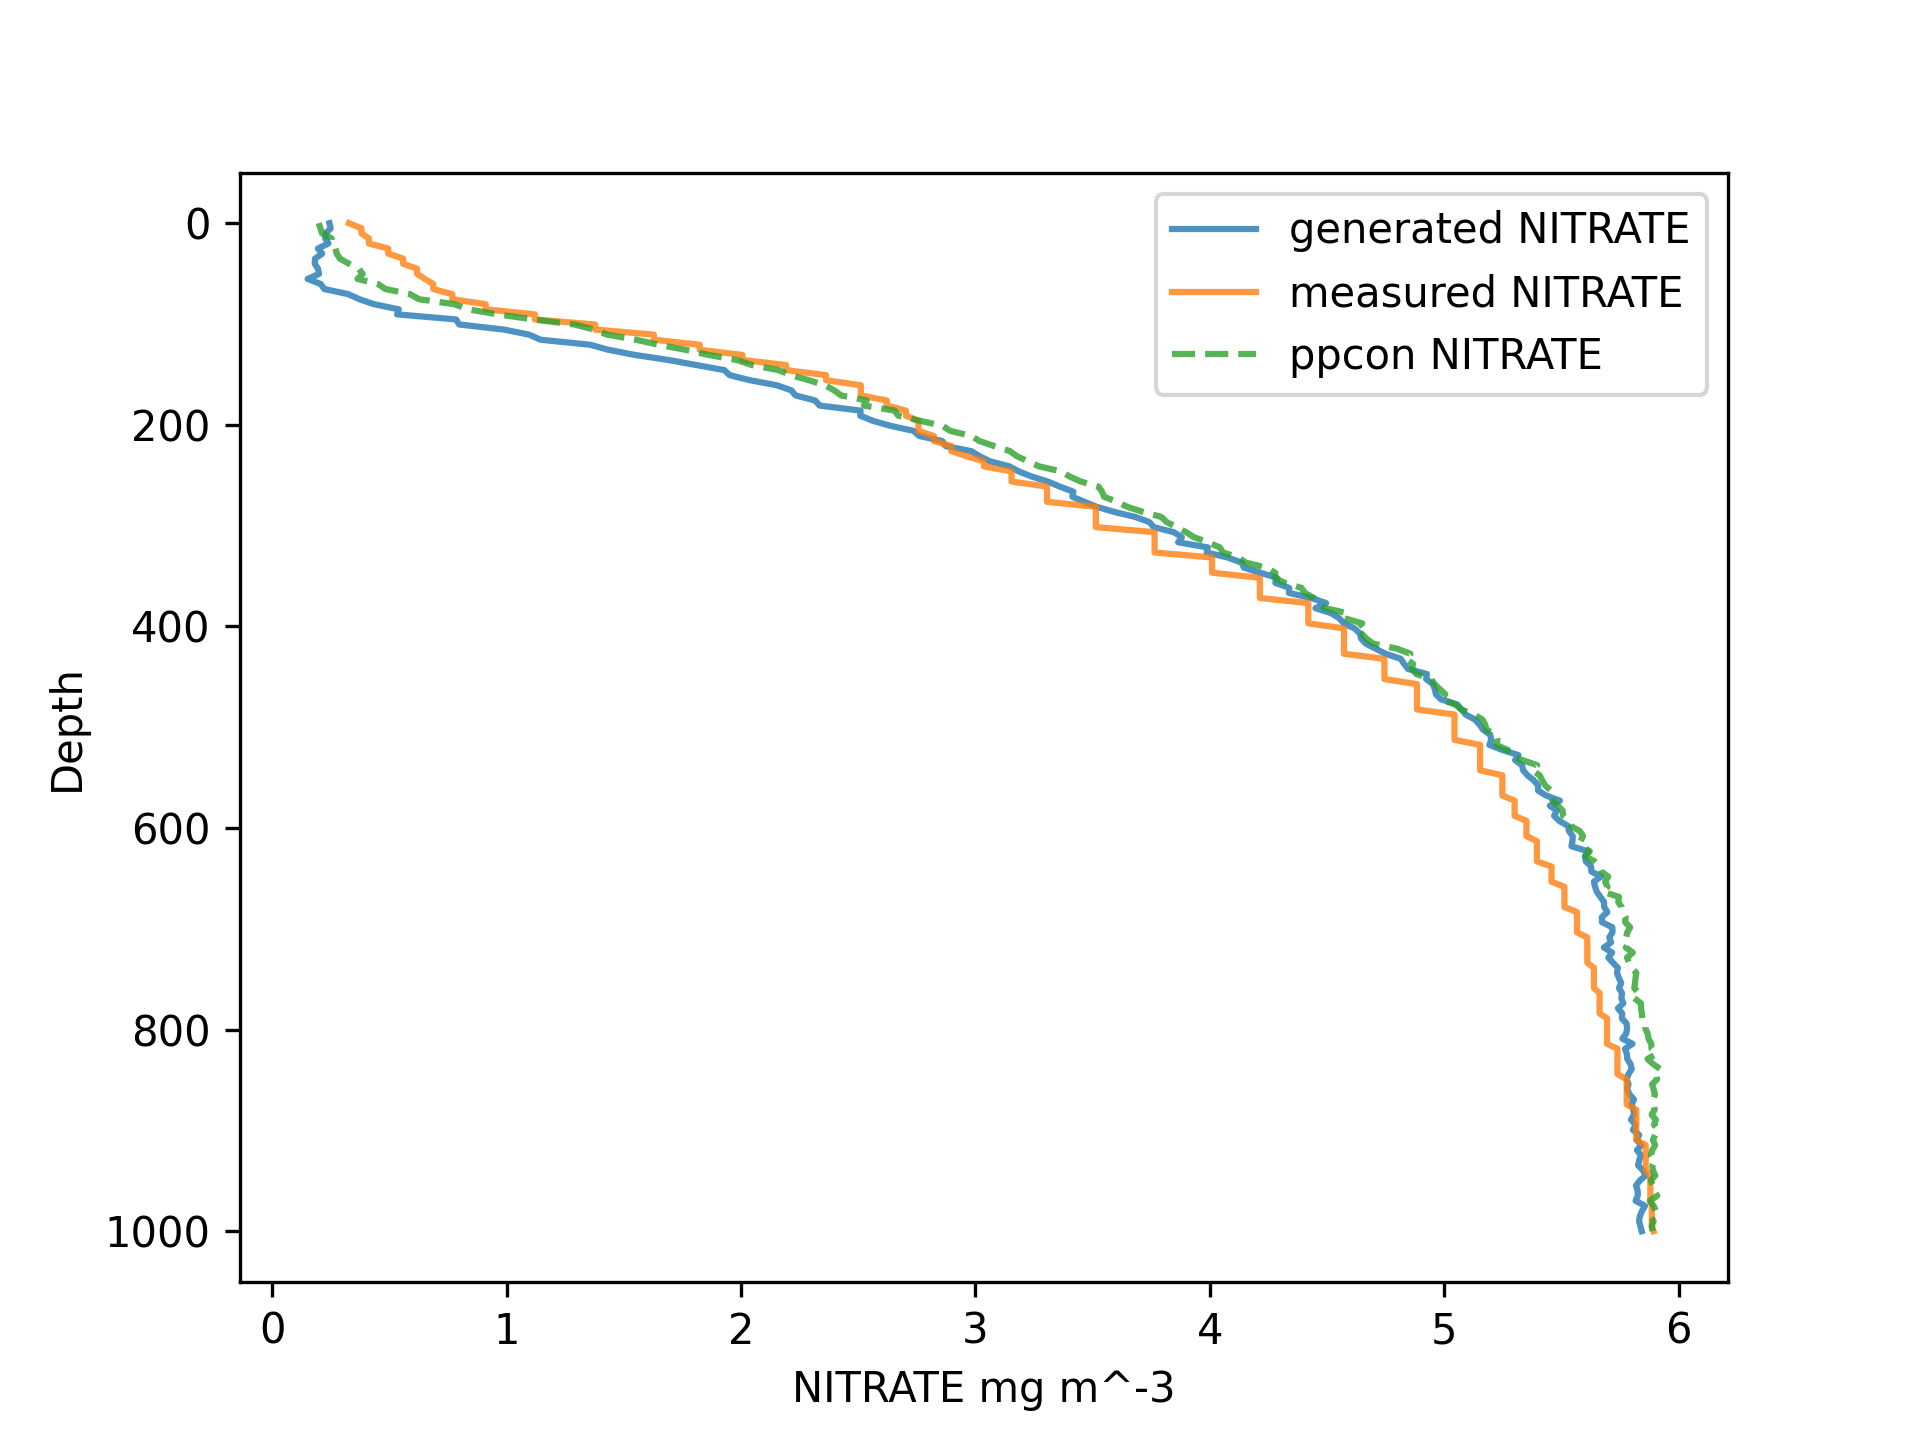 generated NITRATE
measured NITRATE
ppcon NITRATE
0
200
400
600
800
1000
Depth
0 1 2 3 4 5 6
NITRATE mg m^-3